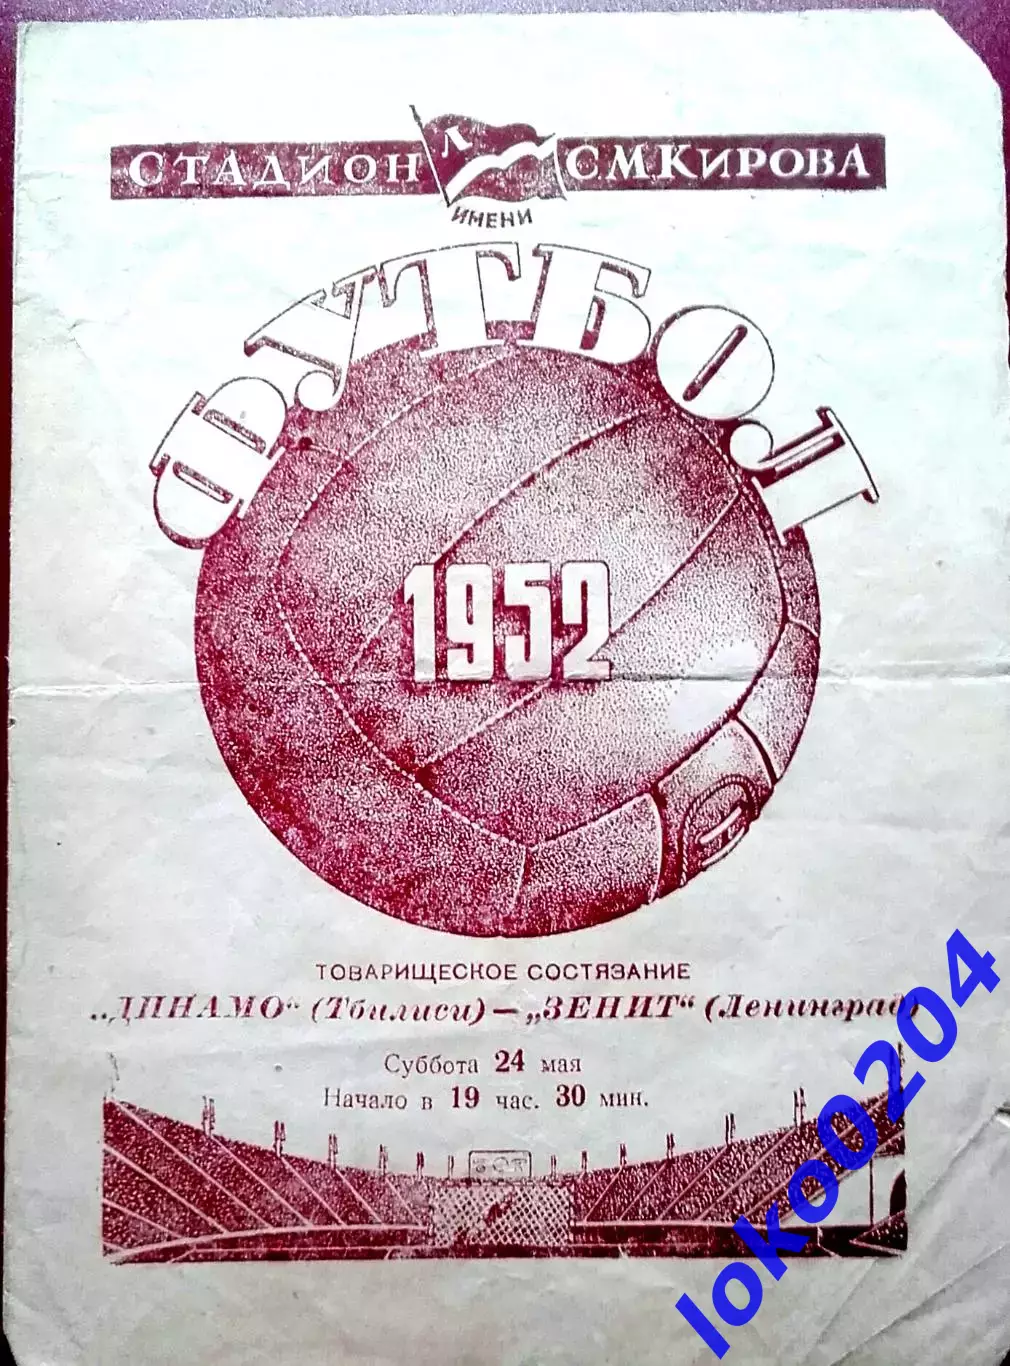 СТАДИОН Л С М КИРОВА
ИМЕНИ
ФУТБОЛ
1952
ТОВАРИЩЕСКОЕ СОСТЯЗАНИЕ
„ДИНАМО“ (Тбилиси) — „ЗЕНИТ“ (Ленинград)
Суббота 24 мая
Начало в 19 час. 30 мин.
loko0204